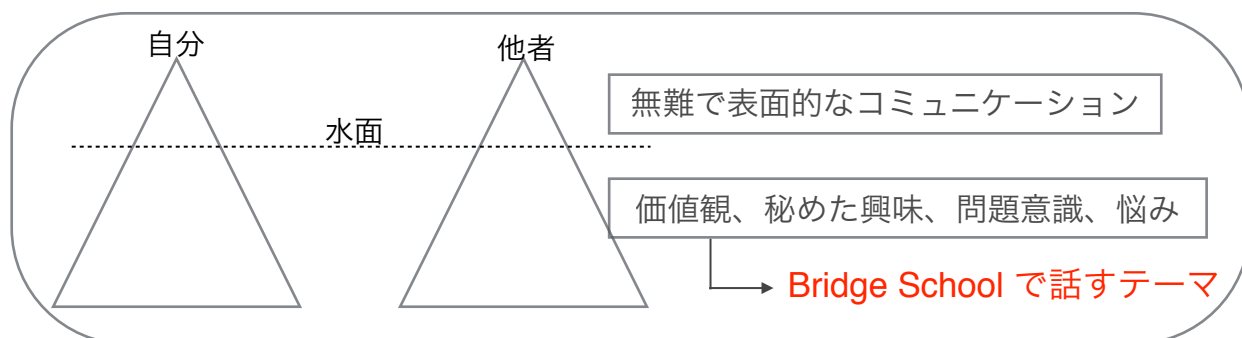 自分
他者
無難で表面的なコミュニケーション
水面
価値観、秘めた興味、問題意識、悩み
Bridge School で話すテーマ